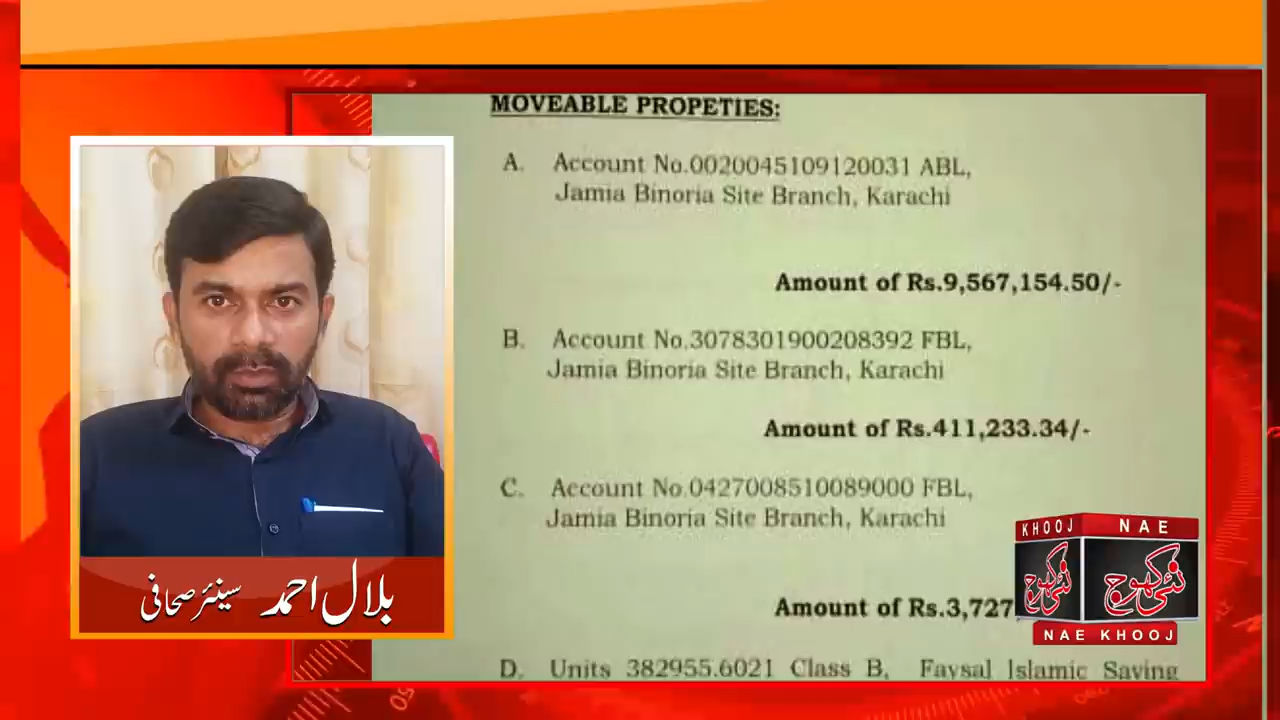 MOVEABLE PROPETIES:
A. Account No.0020045109120031 ABL,
Jamia Binoria Site Branch, Karachi
Amount of Rs.9,567,154.50/-
B. Account No.3078301900208392 FBL,
Jamia Binoria Site Branch, Karachi
Amount of Rs.411,233.34/-
C. Account No.0427008510089000 FBL,
Jamia Binoria Site Branch, Karachi
Amount of Rs.3,727
D. Units 382955.6021 Class B, Faysal Islamic Saving
بلال احمد سینئر صحافی
KHOOJ NAE
نئی کھوج نئی کھوج
NAE KHOOJ